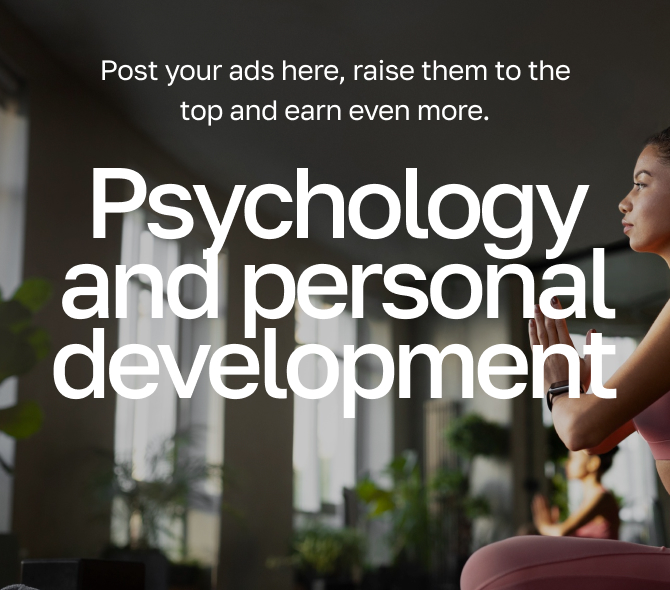 Post your ads here, raise them to the
top and earn even more.
Psychology
and personal
development